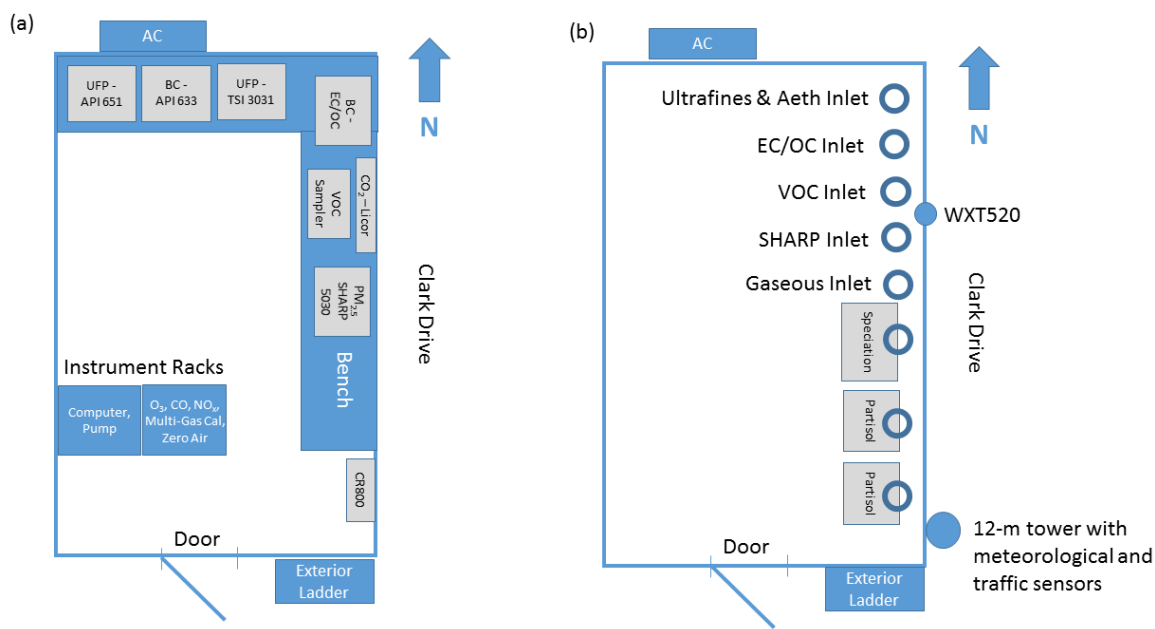 (a)
AC
UFP -
API 651
BC -
API 633
UFP -
TSI 3031
BC -
EC/OC
N
VOC
Sampler
CO₂ – Licor
PM₂.₅
SHARP
5030
Clark Drive
Bench
Instrument Racks
Computer,
Pump
O₃, CO, NOₓ,
Multi-Gas Cal,
Zero Air
CR800
Door
Exterior
Ladder
(b)
AC
Ultrafines & Aeth Inlet
N
EC/OC Inlet
VOC Inlet
WXT520
SHARP Inlet
Gaseous Inlet
Clark Drive
Speciation
Partisol
Partisol
12-m tower with
meteorological and
traffic sensors
Door
Exterior
Ladder